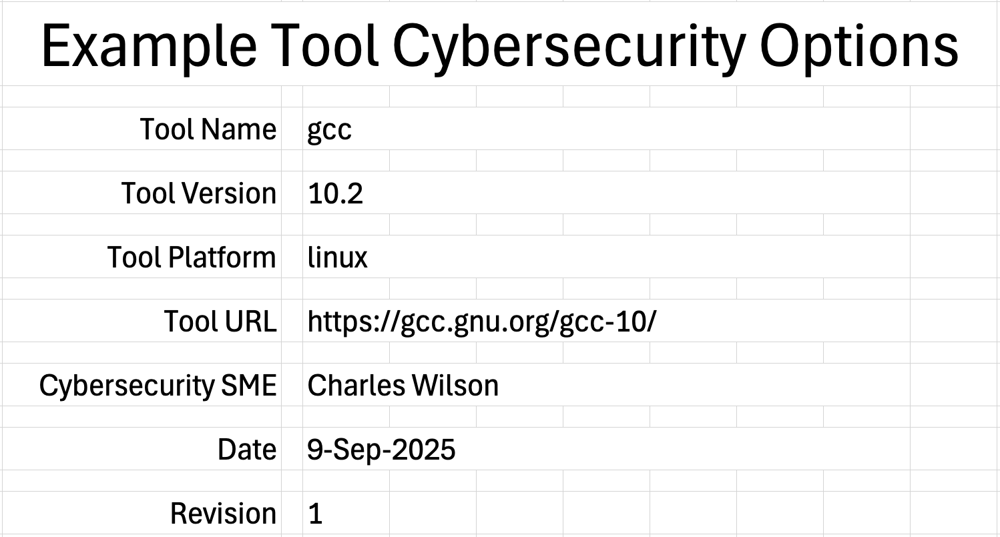 Example Tool Cybersecurity Options
Tool Name gcc
Tool Version 10.2
Tool Platform linux
Tool URL https://gcc.gnu.org/gcc-10/
Cybersecurity SME Charles Wilson
Date 9-Sep-2025
Revision 1